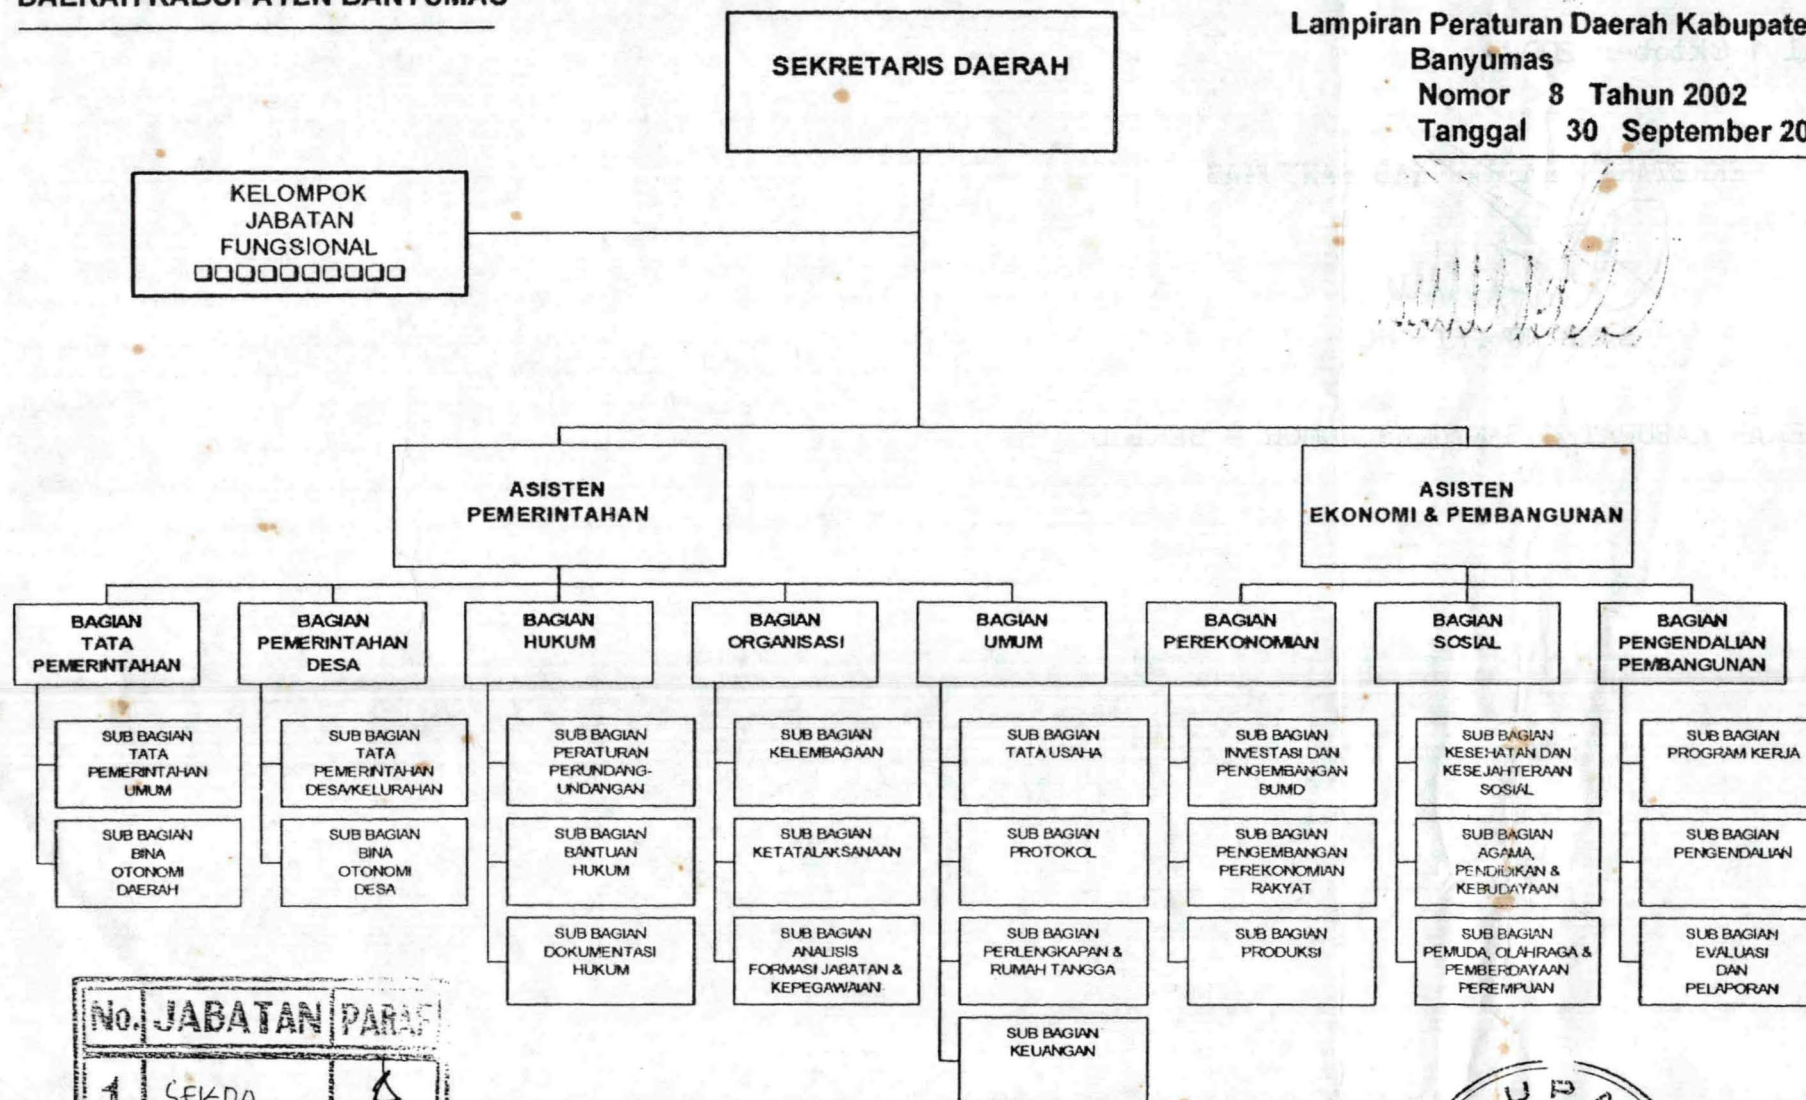 DAERAH KABUPATEN BANYUMAS
Lampiran Peraturan Daerah Kabupate
Banyumas
Nomor 8 Tahun 2002
Tanggal 30 September 20
SEKRETARIS DAERAH
KELOMPOK
JABATAN
FUNGSIONAL
ASISTEN
PEMERINTAHAN
ASISTEN
EKONOMI & PEMBANGUNAN
BAGIAN
TATA
PEMERINTAHAN
BAGIAN
PEMERINTAHAN
DESA
BAGIAN
HUKUM
BAGIAN
ORGANISASI
BAGIAN
UMUM
BAGIAN
PEREKONOMIAN
BAGIAN
SOSIAL
BAGIAN
PENGENDALIAN
PEMBANGUNAN
SUB BAGIAN
TATA
PEMERINTAHAN
UMUM
SUB BAGIAN
TATA
PEMERINTAHAN
DESA/KELURAHAN
SUB BAGIAN
PERATURAN
PERUNDANG-
UNDANGAN
SUB BAGIAN
KELEMBAGAAN
SUB BAGIAN
TATA USAHA
SUB BAGIAN
INVESTASI DAN
PENGEMBANGAN
BUMD
SUB BAGIAN
KESEHATAN DAN
KESEJAHTERAAN
SOSIAL
SUB BAGIAN
PROGRAM KERJA
SUB BAGIAN
BINA
OTONOMI
DAERAH
SUB BAGIAN
BINA
OTONOMI
DESA
SUB BAGIAN
BANTUAN
HUKUM
SUB BAGIAN
KETATALAKSANAAN
SUB BAGIAN
PROTOKOL
SUB BAGIAN
PENGEMBANGAN
PEREKONOMIAN
RAKYAT
SUB BAGIAN
AGAMA,
PENDIDIKAN &
KEBUDAYAAN
SUB BAGIAN
PENGENDALIAN
SUB BAGIAN
DOKUMENTASI
HUKUM
SUB BAGIAN
ANALISIS
FORMASI JABATAN &
KEPEGAWAIAN
SUB BAGIAN
PERLENGKAPAN &
RUMAH TANGGA
SUB BAGIAN
PRODUKSI
SUB BAGIAN
PEMUDA, OLAHRAGA &
PEMBERDAYAAN
PEREMPUAN
SUB BAGIAN
EVALUASI
DAN
PELAPORAN
SUB BAGIAN
KEUANGAN
No. JABATAN PARAF
1 SEKDA